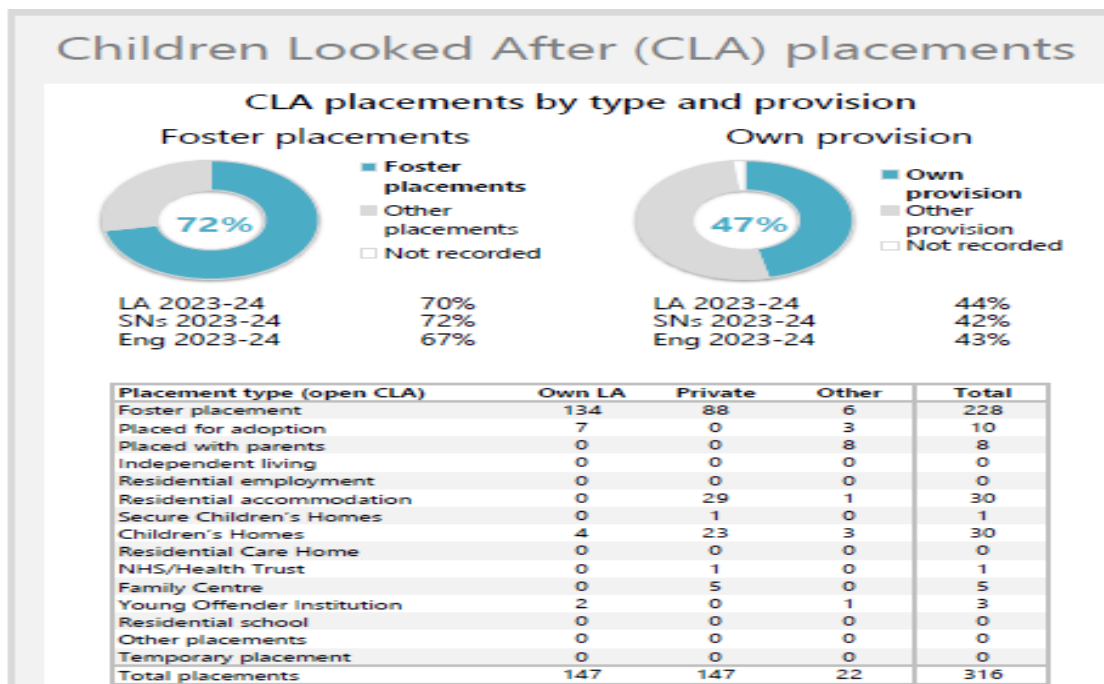 Children Looked After (CLA) placements
CLA placements by type and provision
Foster placements
72%
Foster
placements
Other
placements
Not recorded
LA 2023-24 70%
SNs 2023-24 72%
Eng 2023-24 67%
Own provision
47%
Own
provision
Other
provision
Not recorded
LA 2023-24 44%
SNs 2023-24 42%
Eng 2023-24 43%
Placement type (open CLA) Own LA Private Other Total
Foster placement 134 88 6 228
Placed for adoption 7 0 3 10
Placed with parents 0 0 8 8
Independent living 0 0 0 0
Residential employment 0 0 0 0
Residential accommodation 0 29 1 30
Secure Children's Homes 0 1 0 1
Children's Homes 4 23 3 30
Residential Care Home 0 0 0 0
NHS/Health Trust 0 1 0 1
Family Centre 0 5 0 5
Young Offender Institution 2 0 1 3
Residential school 0 0 0 0
Other placements 0 0 0 0
Temporary placement 0 0 0 0
Total placements 147 147 22 316